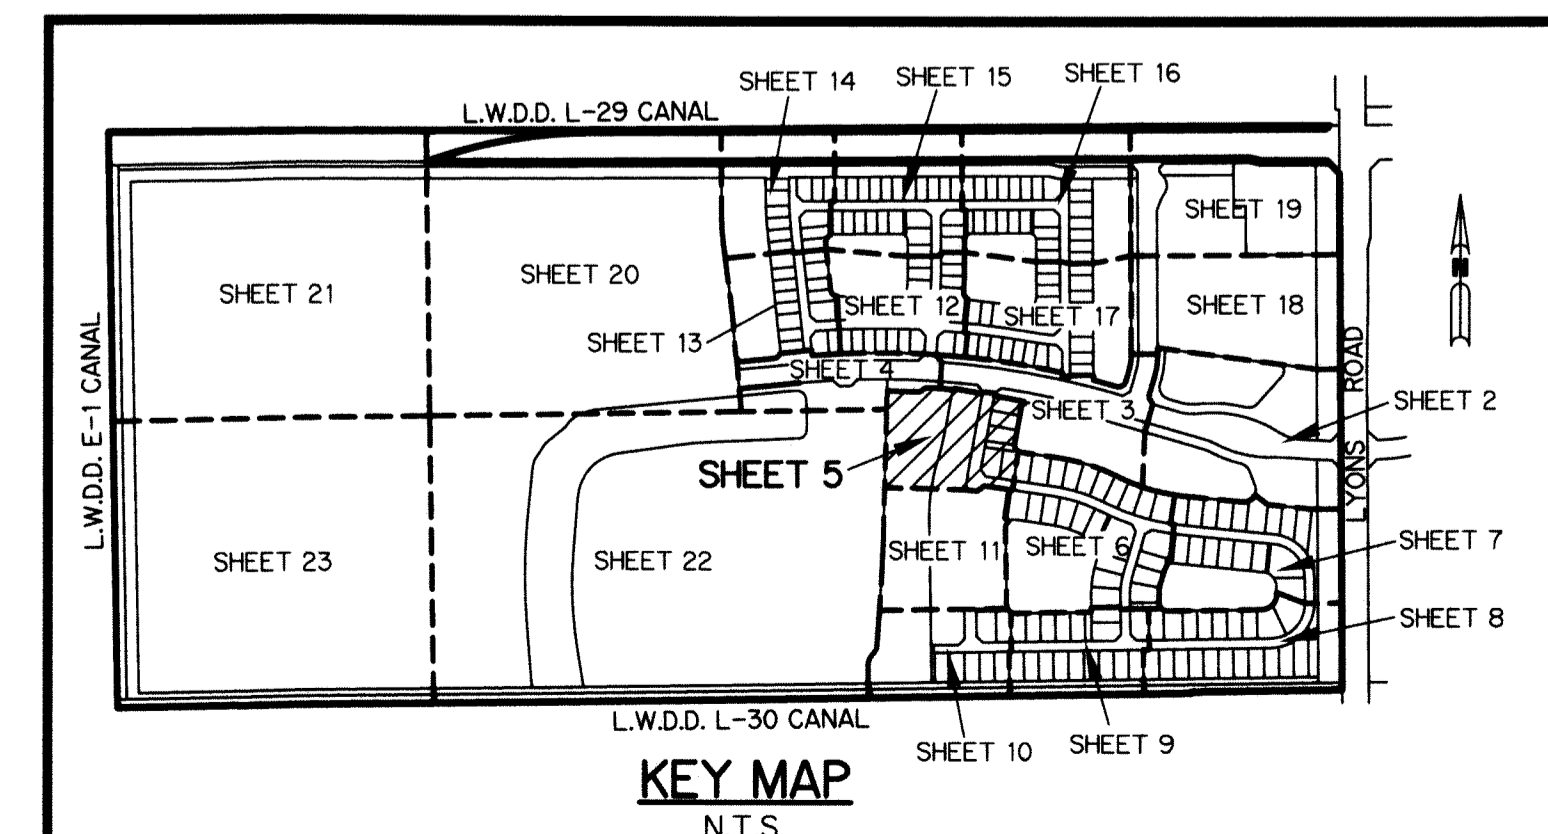 SHEET 14
SHEET 15
SHEET 16
L.W.D.D. L-29 CANAL
SHEET 19
SHEET 20
SHEET 21
SHEET 12
SHEET 17
SHEET 18
N
SHEET 13
SHEET 4
L.W.D.D. E-1 CANAL
LYONS ROAD
SHEET 3
SHEET 2
SHEET 5
SHEET 23
SHEET 22
SHEET 11
SHEET 6
SHEET 7
SHEET 8
L.W.D.D. L-30 CANAL
SHEET 10
SHEET 9
KEY MAP
N.T.S.